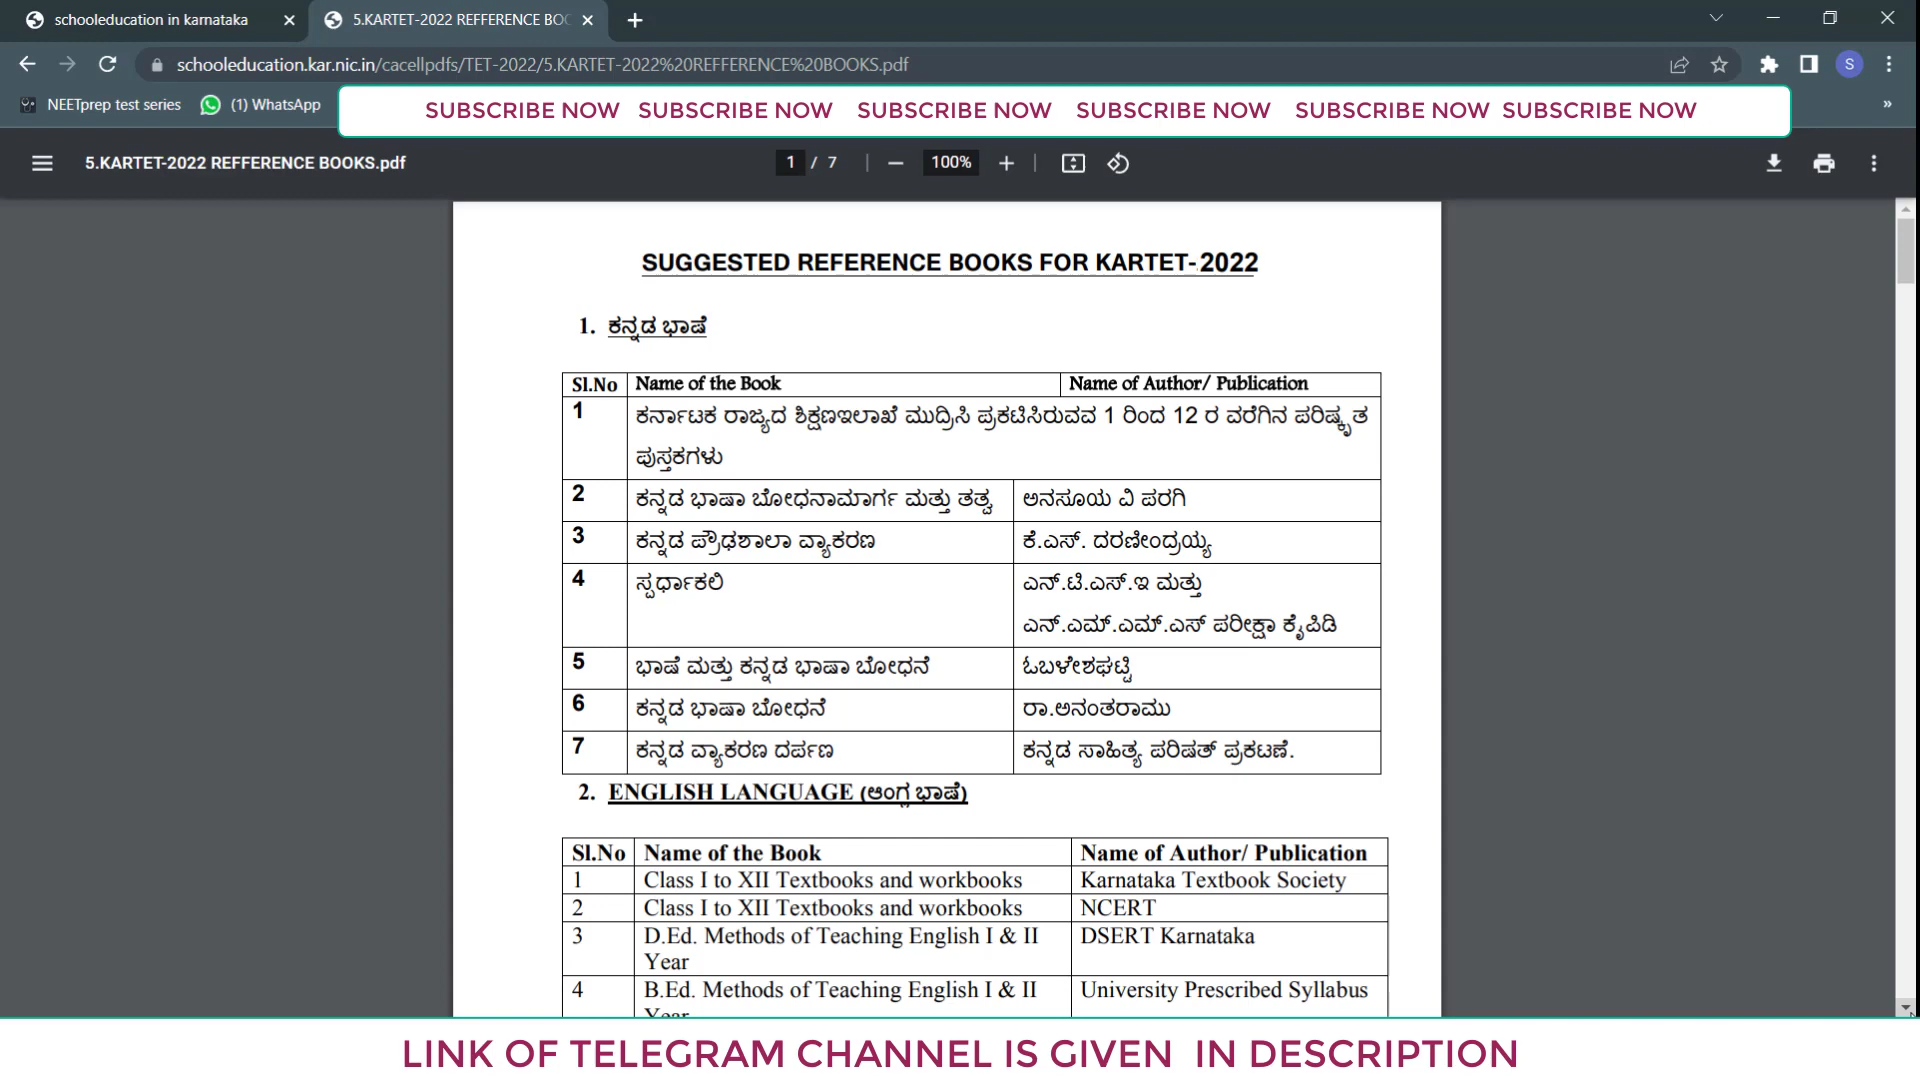 schooleducation in karnataka
5.KARTET-2022 REFFERENCE BO
schooleducation.kar.nic.in/cacellpdfs/TET-2022/5.KARTET-2022%20REFFERENCE%20BOOKS.pdf
S
NEETprep test series
(1) WhatsApp
SUBSCRIBE NOW SUBSCRIBE NOW SUBSCRIBE NOW SUBSCRIBE NOW SUBSCRIBE NOW SUBSCRIBE NOW
5.KARTET-2022 REFFERENCE BOOKS.pdf
1 / 7
100%
SUGGESTED REFERENCE BOOKS FOR KARTET-2022
1. ಕನ್ನಡ ಭಾಷೆ
Sl.No Name of the Book Name of Author/ Publication
1 ಕರ್ನಾಟಕ ರಾಜ್ಯದ ಶಿಕ್ಷಣಇಲಾಖೆ ಮುದ್ರಿಸಿ ಪ್ರಕಟಿಸಿರುವವ 1 ರಿಂದ 12 ರ ವರೆಗಿನ ಪರಿಷ್ಕೃತ
ಪುಸ್ತಕಗಳು
2 ಕನ್ನಡ ಭಾಷಾ ಬೋಧನಾಮಾರ್ಗ ಮತ್ತು ತತ್ವ ಅನಸೂಯ ವಿ ಪರಗಿ
3 ಕನ್ನಡ ಪ್ರೌಢಶಾಲಾ ವ್ಯಾಕರಣ ಕೆ.ಎಸ್. ದರಣೀಂದ್ರಯ್ಯ
4 ಸ್ಪರ್ಧಾಕಲಿ ಎನ್.ಟಿ.ಎಸ್.ಇ ಮತ್ತು
ಎನ್.ಎಮ್.ಎಮ್.ಎಸ್ ಪರೀಕ್ಷಾ ಕೈಪಿಡಿ
5 ಭಾಷೆ ಮತ್ತು ಕನ್ನಡ ಭಾಷಾ ಬೋಧನೆ ಓಬಳೇಶಘಟ್ಟಿ
6 ಕನ್ನಡ ಭಾಷಾ ಬೋಧನೆ ರಾ.ಅನಂತರಾಮು
7 ಕನ್ನಡ ವ್ಯಾಕರಣ ದರ್ಪಣ ಕನ್ನಡ ಸಾಹಿತ್ಯ ಪರಿಷತ್ ಪ್ರಕಟಣೆ.
2. ENGLISH LANGUAGE (ಆಂಗ್ಲ ಭಾಷೆ)
Sl.No Name of the Book Name of Author/ Publication
1 Class I to XII Textbooks and workbooks Karnataka Textbook Society
2 Class I to XII Textbooks and workbooks NCERT
3 D.Ed. Methods of Teaching English I & II DSERT Karnataka
Year
4 B.Ed. Methods of Teaching English I & II University Prescribed Syllabus
Year
LINK OF TELEGRAM CHANNEL IS GIVEN IN DESCRIPTION